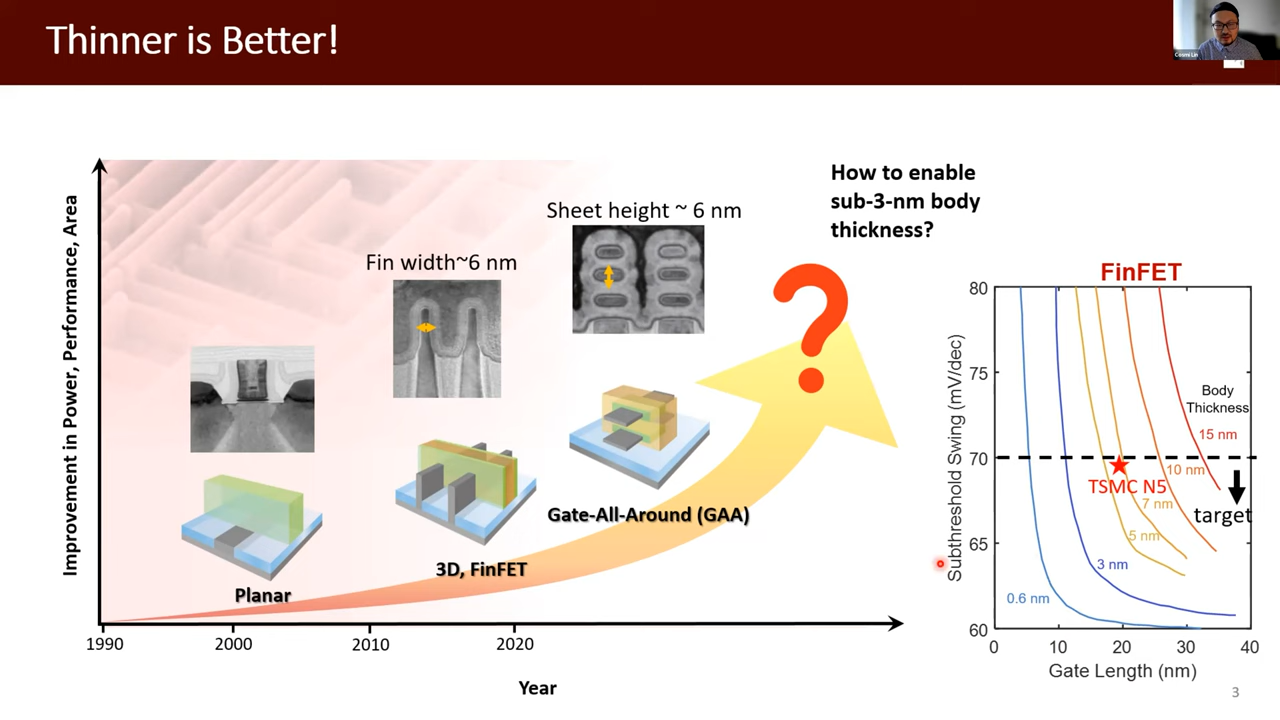 Thinner is Better!
Cosmi Lin
Improvement in Power, Performance, Area
Fin width~6 nm
Sheet height ~ 6 nm
How to enable
sub-3-nm body
thickness?
Planar
3D, FinFET
Gate-All-Around (GAA)
1990
2000
2010
2020
Year
FinFET
Subthreshold Swing (mV/dec)
80
75
70
65
60
Body
Thickness
15 nm
10 nm
TSMC N5
7 nm
target
5 nm
3 nm
0.6 nm
0
10
20
30
40
Gate Length (nm)
3